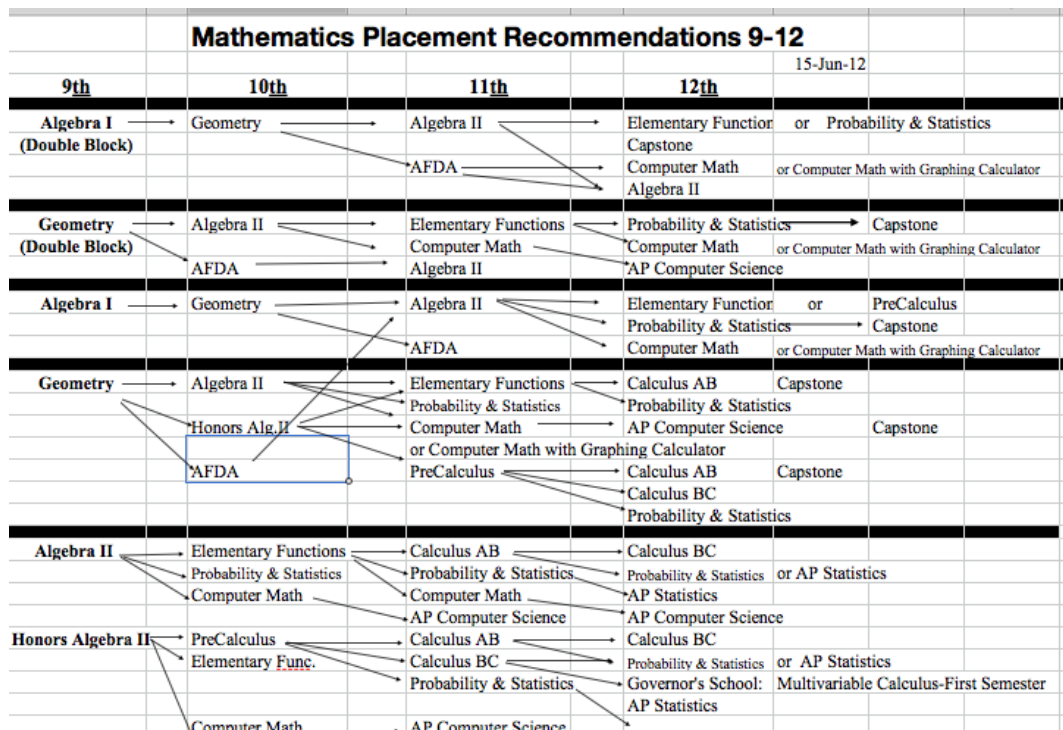 Mathematics Placement Recommendations 9-12
15-Jun-12
9th 10th 11th 12th
Algebra I Geometry Algebra II Elementary Function or Probability & Statistics
(Double Block) Capstone
AFDA Computer Math or Computer Math with Graphing Calculator
Algebra II
Geometry Algebra II Elementary Functions Probability & Statistics Capstone
(Double Block) Computer Math Computer Math or Computer Math with Graphing Calculator
AFDA Algebra II AP Computer Science
Algebra I Geometry Algebra II Elementary Function or PreCalculus
Probability & Statistics Capstone
AFDA Computer Math or Computer Math with Graphing Calculator
Geometry Algebra II Elementary Functions Calculus AB Capstone
Probability & Statistics Probability & Statistics
Honors Alg.II Computer Math AP Computer Science Capstone
or Computer Math with Graphing Calculator
AFDA PreCalculus Calculus AB Capstone
Calculus BC
Probability & Statistics
Algebra II Elementary Functions Calculus AB Calculus BC
Probability & Statistics Probability & Statistics Probability & Statistics or AP Statistics
Computer Math Computer Math AP Statistics
AP Computer Science AP Computer Science
Honors Algebra II PreCalculus Calculus AB Calculus BC
Elementary Func. Calculus BC Probability & Statistics or AP Statistics
Probability & Statistics Governor's School: Multivariable Calculus-First Semester
AP Statistics
Computer Math AP Computer Science